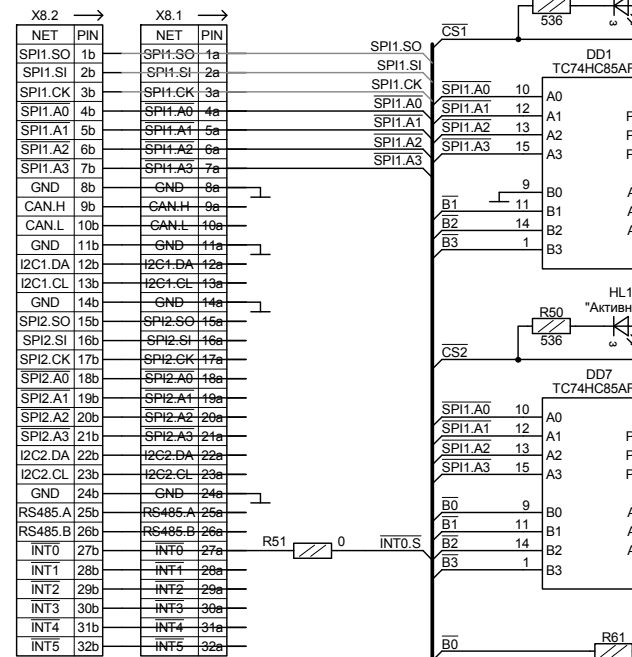 X8.2 X8.1
NET PIN NET PIN
SPI1.SO 1b SPI1.SO 1a
SPI1.SI 2b SPI1.SI 2a
SPI1.CK 3b SPI1.CK 3a
SPI1.A0 4b SPI1.A0 4a
SPI1.A1 5b SPI1.A1 5a
SPI1.A2 6b SPI1.A2 6a
SPI1.A3 7b SPI1.A3 7a
GND 8b GND 8a
CAN.H 9b CAN.H 9a
CAN.L 10b CAN.L 10a
GND 11b GND 11a
I2C1.DA 12b I2C1.DA 12a
I2C1.CL 13b I2C1.CL 13a
GND 14b GND 14a
SPI2.SO 15b SPI2.SO 15a
SPI2.SI 16b SPI2.SI 16a
SPI2.CK 17b SPI2.CK 17a
SPI2.A0 18b SPI2.A0 18a
SPI2.A1 19b SPI2.A1 19a
SPI2.A2 20b SPI2.A2 20a
SPI2.A3 21b SPI2.A3 21a
I2C2.DA 22b I2C2.DA 22a
I2C2.CL 23b I2C2.CL 23a
GND 24b GND 24a
RS485.A 25b RS485.A 25a
RS485.B 26b RS485.B 26a
INT0 27b INT0 27a
INT1 28b INT1 28a
INT2 29b INT2 29a
INT3 30b INT3 30a
INT4 31b INT4 31a
INT5 32b INT5 32a
SPI1.SO
SPI1.SI
SPI1.CK
SPI1.A0
SPI1.A1
SPI1.A2
SPI1.A3
R51 0 INT0.S
536 3
CS1
DD1
TC74HC85AF
SPI1.A0 10 A0
SPI1.A1 12 A1
SPI1.A2 13 A2
SPI1.A3 15 A3
9 B0
B1 11 B1
B2 14 B2
B3 1 B3
HL1
R50 "Активн
536 3
CS2
DD7
TC74HC85AF
SPI1.A0 10 A0
SPI1.A1 12 A1
SPI1.A2 13 A2
SPI1.A3 15 A3
B0 9 B0
B1 11 B1
B2 14 B2
B3 1 B3
B0 R61